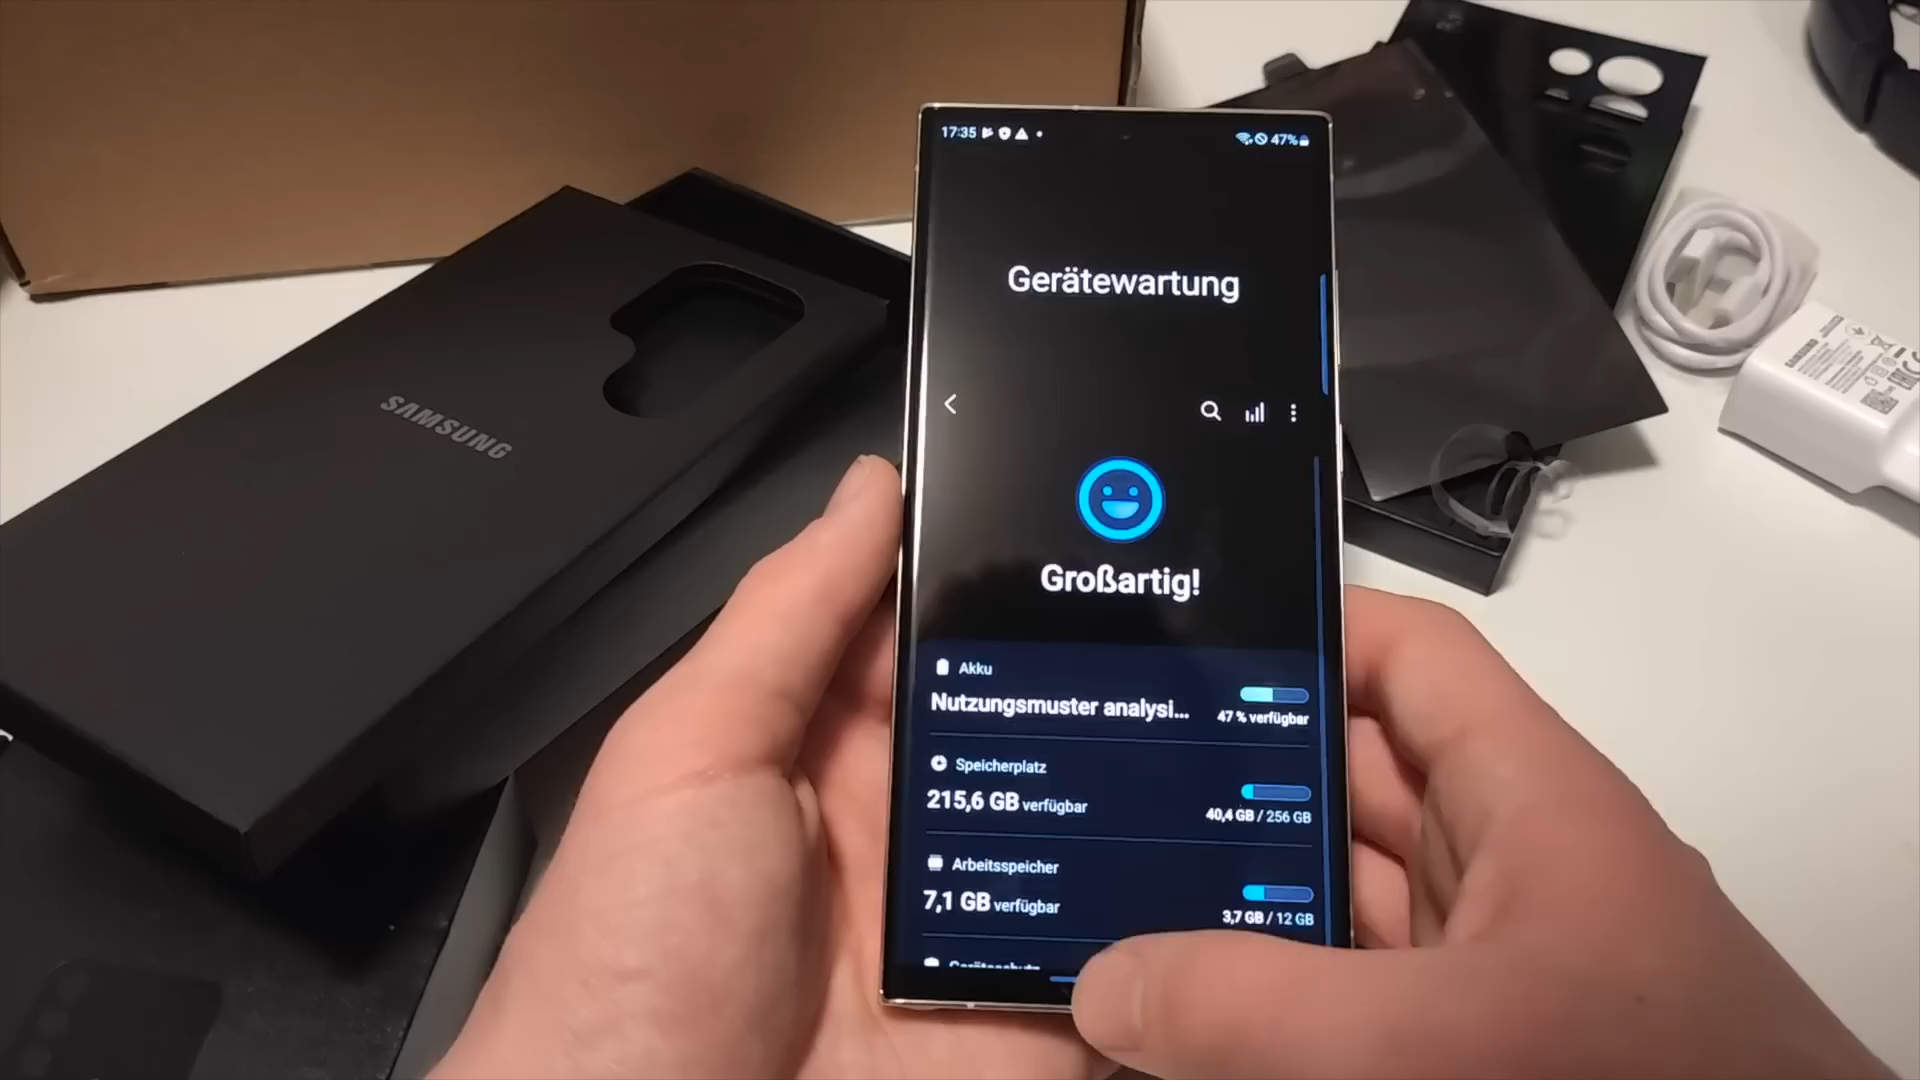 SAMSUNG
17:35
47%
Gerätewartung
Großartig!
Akku
Nutzungsmuster analysi...
47 % verfügbar
Speicherplatz
215,6 GB verfügbar
40,4 GB / 256 GB
Arbeitsspeicher
7,1 GB verfügbar
3,7 GB / 12 GB
SAMSUNG